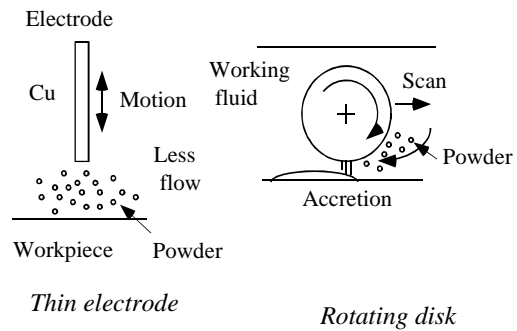 Electrode
Cu
Motion
Less
flow
Workpiece
Powder
Thin electrode
Working
fluid
Scan
Powder
Accretion
Rotating disk